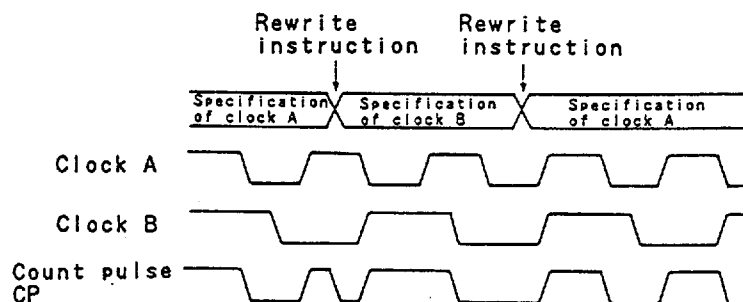 Rewrite instruction
Rewrite instruction
Specification of clock A
Specification of clock B
Specification of clock A
Clock A
Clock B
Count pulse CP